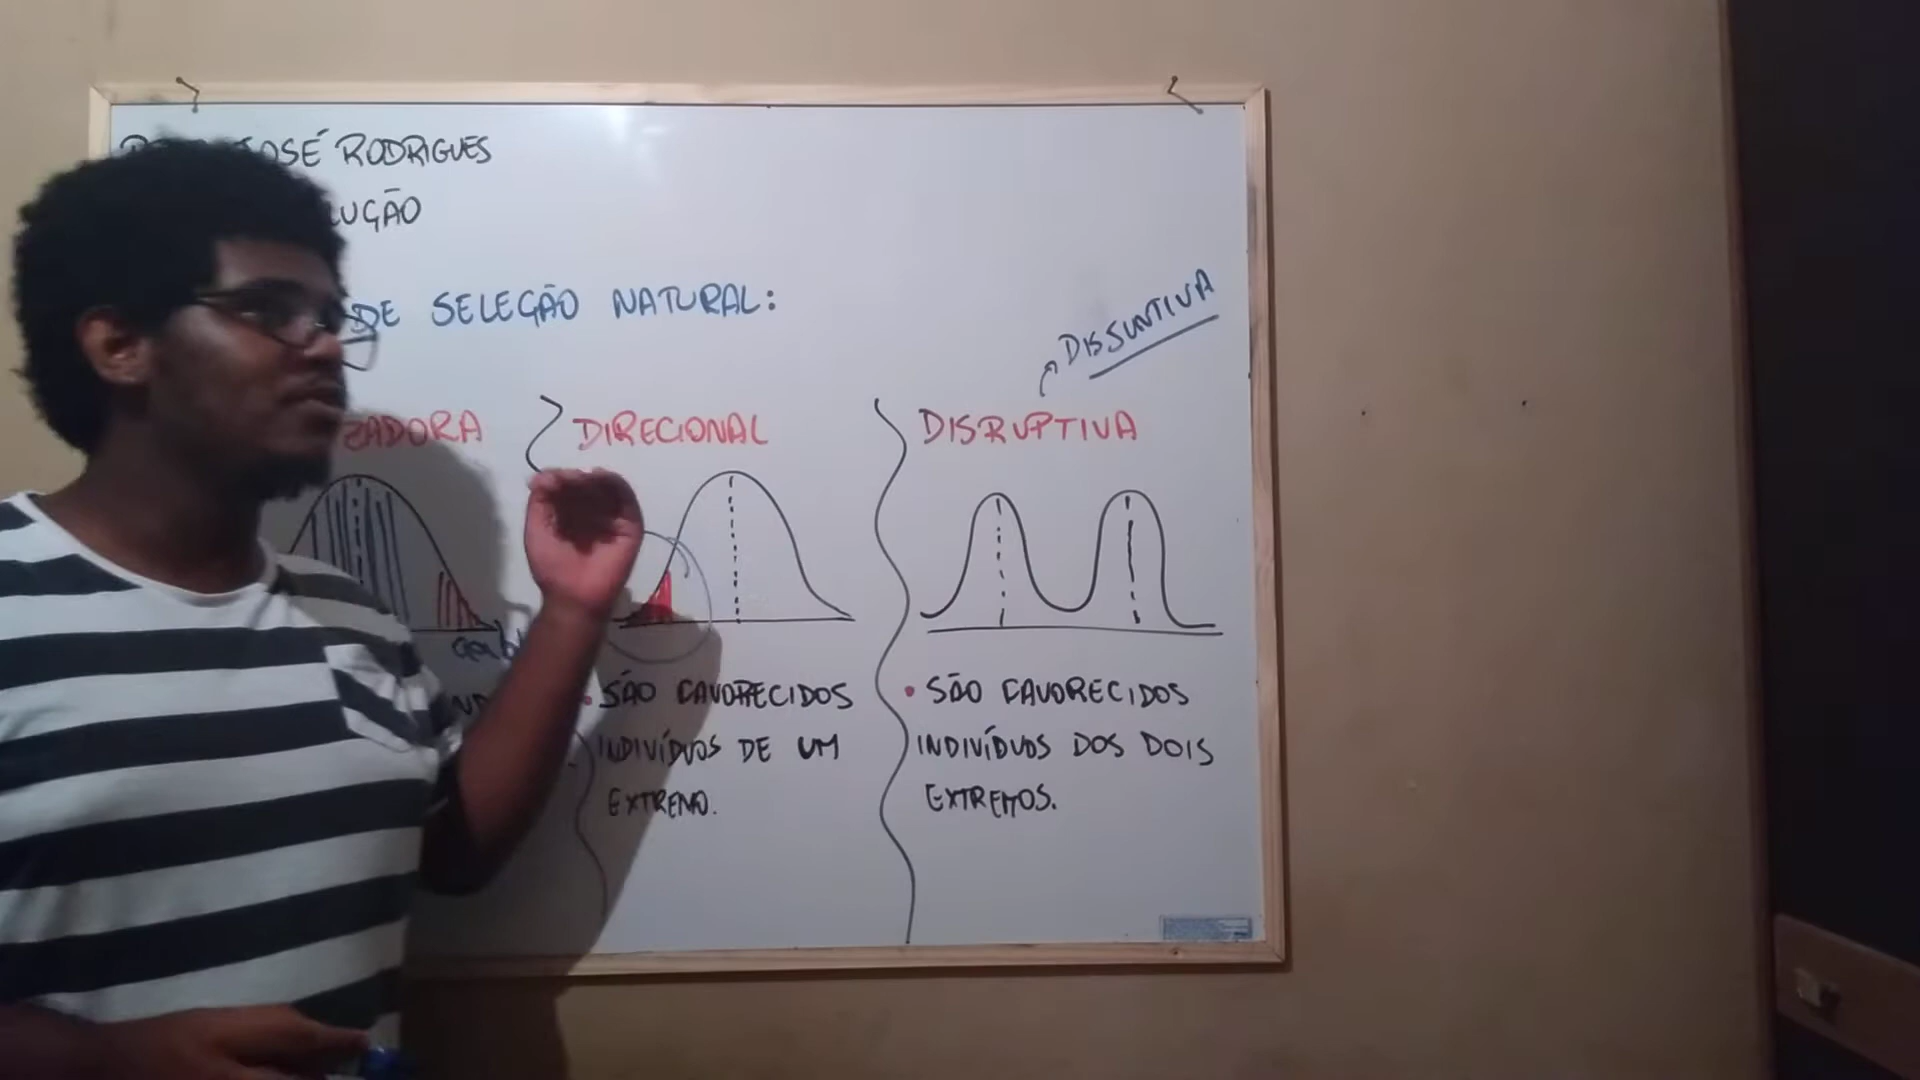 JOSÉ RODRIGUES
LUÇÃO
DE SELEÇÃO NATURAL:
DISJUNTIVA
ZADORA
DIRECIONAL
DISRUPTIVA
• SÃO FAVORECIDOS
INDIVÍDUOS DE UM
EXTREMO.
• SÃO FAVORECIDOS
INDIVÍDUOS DOS DOIS
EXTREMOS.